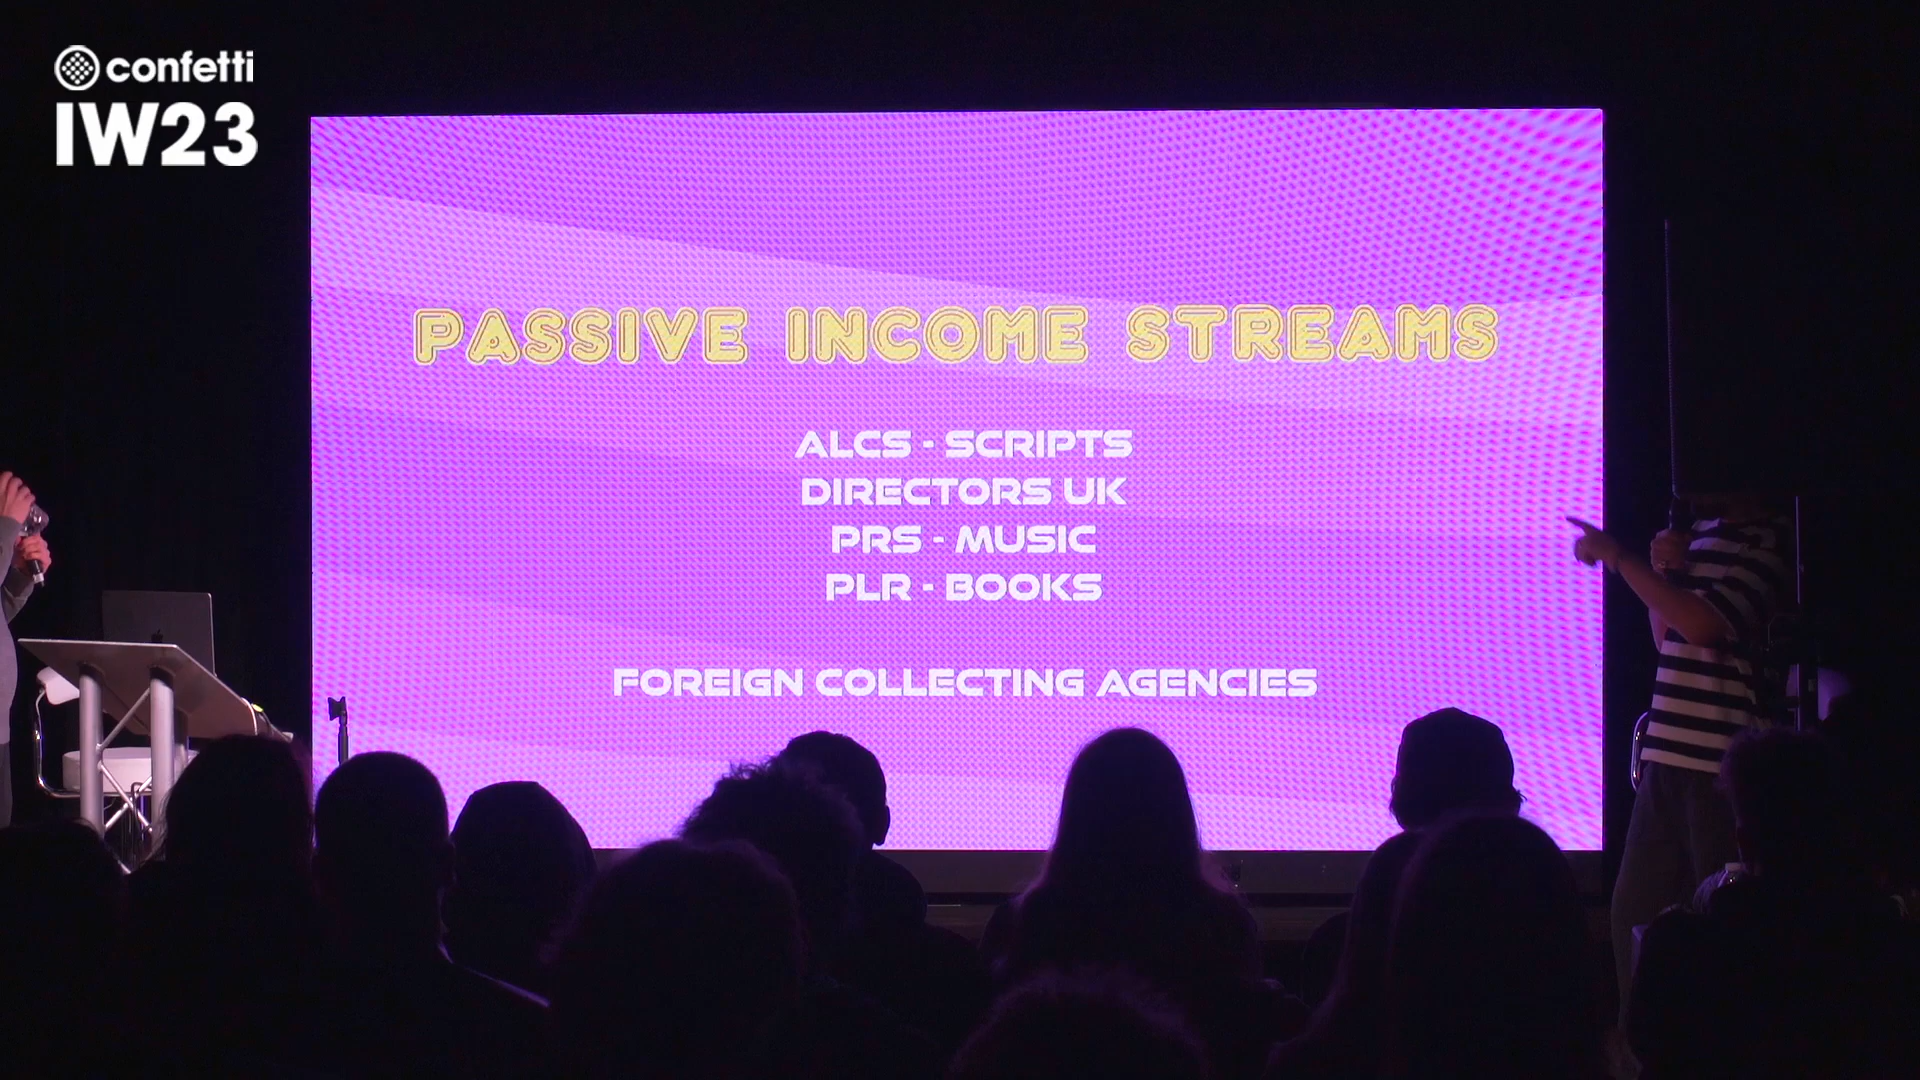 confetti
IW23
PASSIVE INCOME STREAMS
ALCS - SCRIPTS
DIRECTORS UK
PRS - MUSIC
PLR - BOOKS
FOREIGN COLLECTING AGENCIES